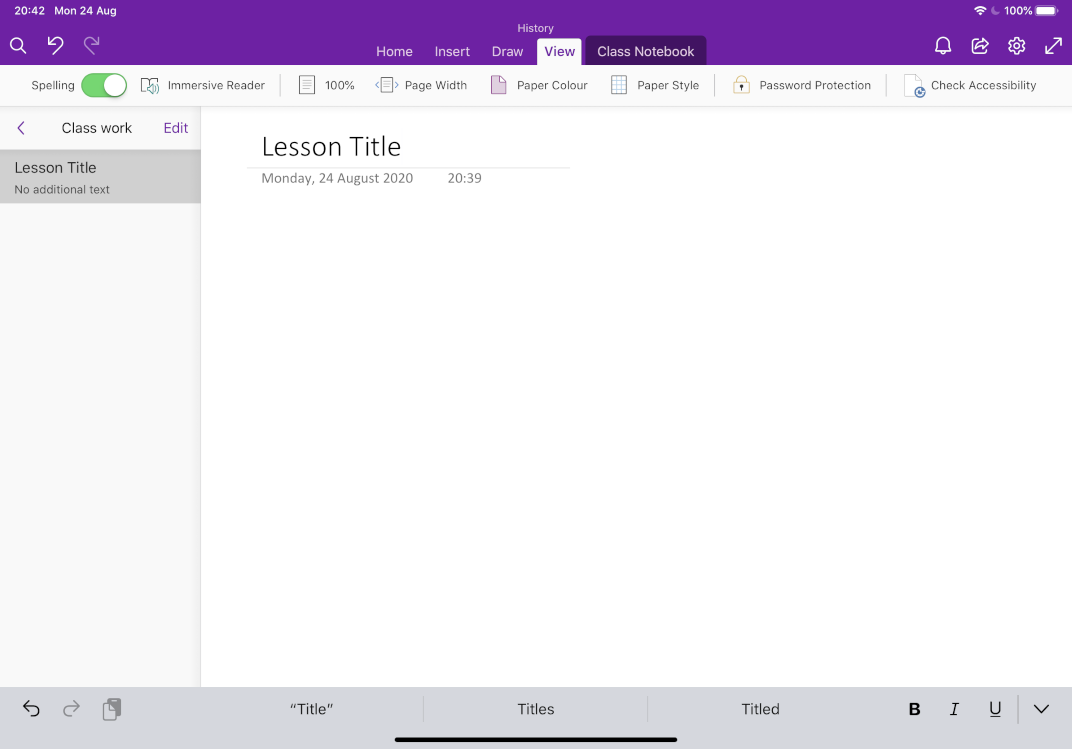 20:42 Mon 24 Aug
100%
History
Home Insert Draw View Class Notebook
Spelling Immersive Reader 100% Page Width Paper Colour Paper Style Password Protection Check Accessibility
Class work Edit
Lesson Title
No additional text
Lesson Title
Monday, 24 August 2020 20:39
“Title” Titles Titled B I U